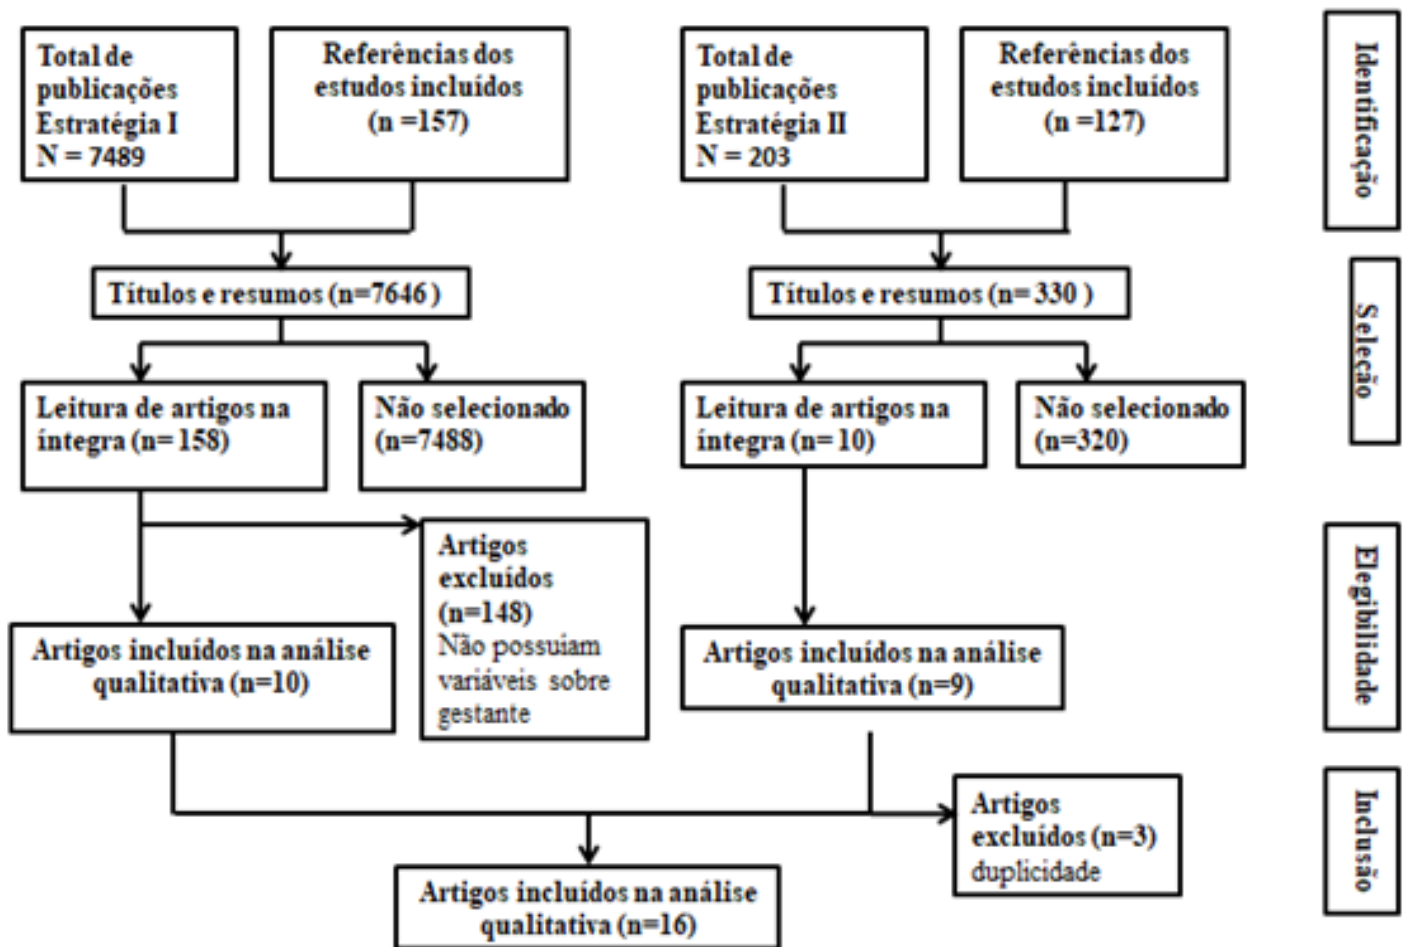 Total de
publicações
Estratégia I
N = 7489
Referências dos
estudos incluídos
(n =157)
Total de
publicações
Estratégia II
N = 203
Referências dos
estudos incluídos
(n =127)
Identificação
Títulos e resumos (n=7646 )
Títulos e resumos (n= 330 )
Seleção
Leitura de artigos na
íntegra (n= 158)
Não selecionado
(n=7488)
Leitura de artigos na
íntegra (n= 10)
Não selecionado
(n=320)
Artigos
excluídos
(n=148)
Não possuiam
variáveis sobre
gestante
Elegibilidade
Artigos incluídos na análise
qualitativa (n=10)
Artigos incluídos na análise
qualitativa (n=9)
Artigos
excluídos (n=3)
duplicidade
Inclusão
Artigos incluídos na análise
qualitativa (n=16)